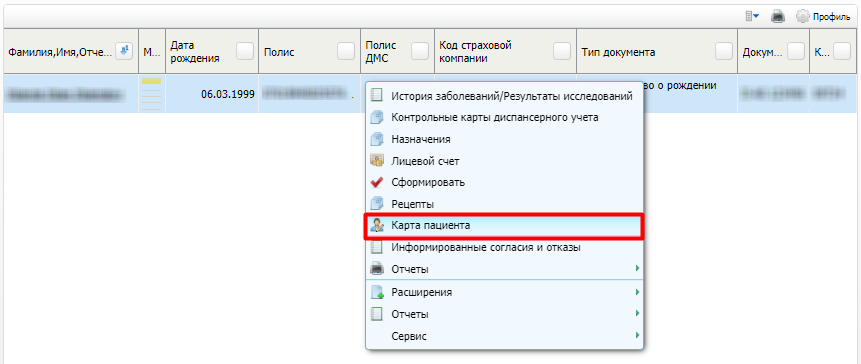 Профиль
Фамилия,Имя,Отче...
М...
Дата рождения
Полис
Полис ДМС
Код страховой компании
Тип документа
Докум...
К...
06.03.1999
во о рождении
История заболеваний/Результаты исследований
Контрольные карты диспансерного учета
Назначения
Лицевой счет
Сформировать
Рецепты
Карта пациента
Информированные согласия и отказы
Отчеты
Расширения
Отчеты
Сервис